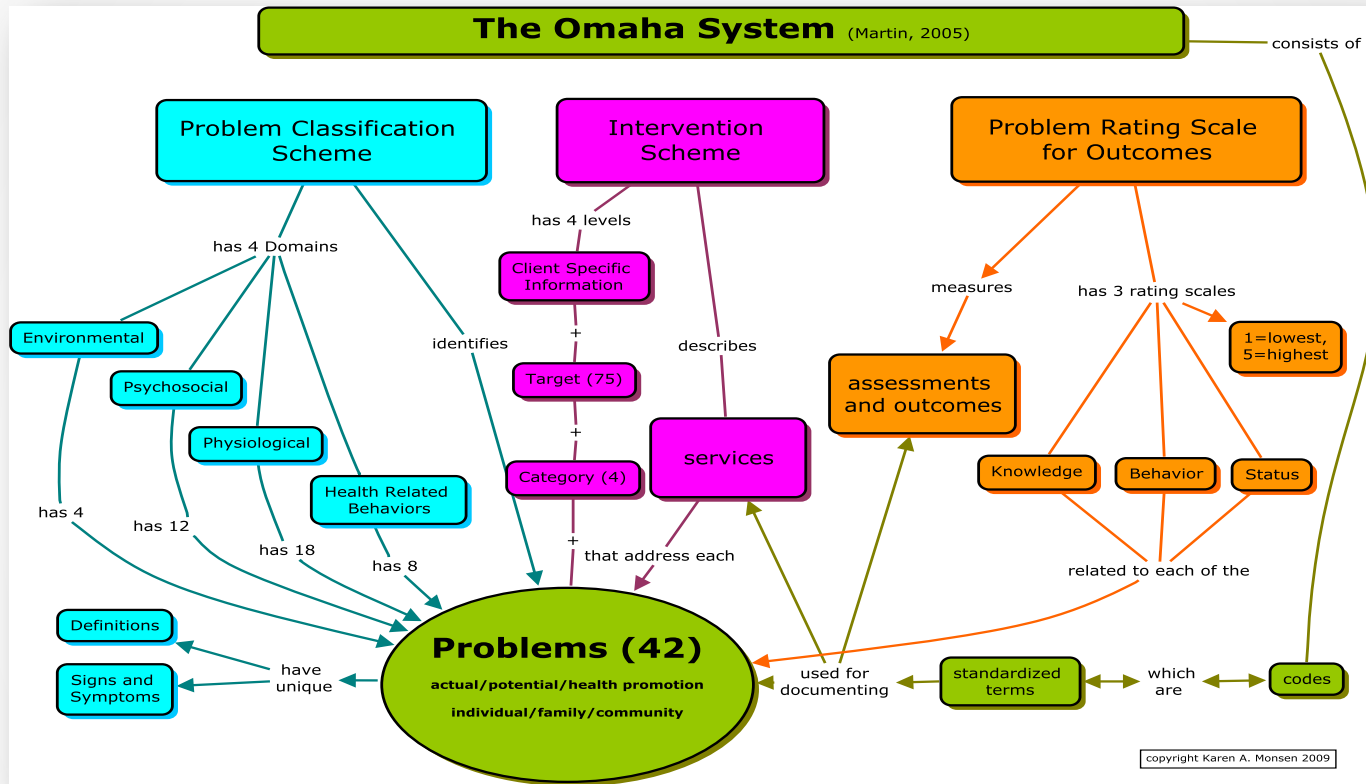 The Omaha System (Martin, 2005)
consists of
Problem Classification
Scheme
Intervention
Scheme
Problem Rating Scale
for Outcomes
has 4 Domains
has 4 levels
Client Specific
Information
measures
has 3 rating scales
Environmental
identifies
+
describes
1=lowest,
5=highest
Psychosocial
Target (75)
assessments
and outcomes
Physiological
+
services
Knowledge
Behavior
Status
Health Related
Behaviors
Category (4)
has 4
has 12
has 18
has 8
+
that address each
related to each of the
Definitions
Signs and
Symptoms
have
unique
Problems (42)
actual/potential/health promotion
individual/family/community
used for
documenting
standardized
terms
which
are
codes
copyright Karen A. Monsen 2009